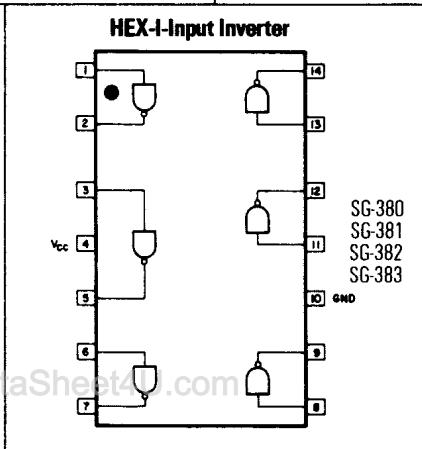 HEX-I-Input Inverter
1
14
2
13
3
12
SG-380
SG-381
VCC 4
11
SG-382
SG-383
5
10 GND
6
9
7
8
taSheet4U.com